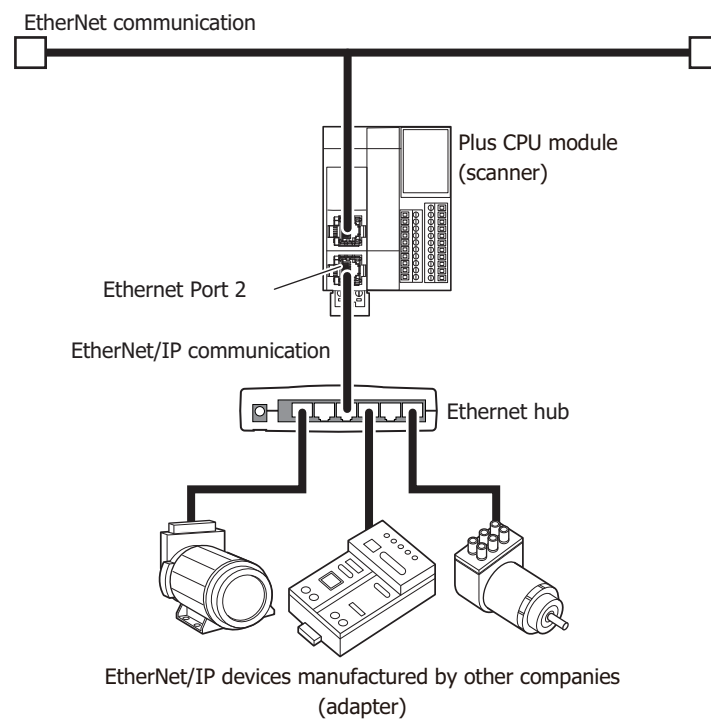 EtherNet communication
Plus CPU module
(scanner)
Ethernet Port 2
EtherNet/IP communication
Ethernet hub
EtherNet/IP devices manufactured by other companies
(adapter)